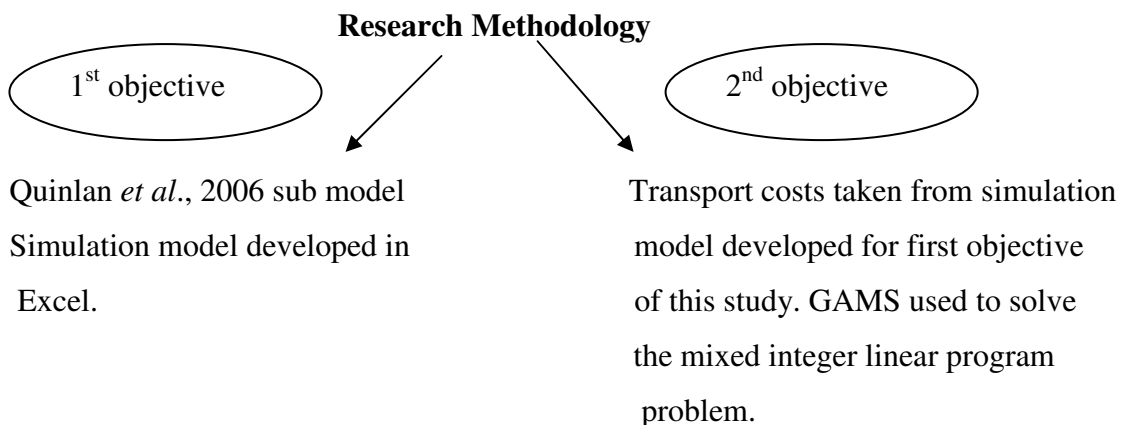 Research Methodology
1st objective
2nd objective
Quinlan et al., 2006 sub model
Simulation model developed in
Excel.
Transport costs taken from simulation
model developed for first objective
of this study. GAMS used to solve
the mixed integer linear program
problem.